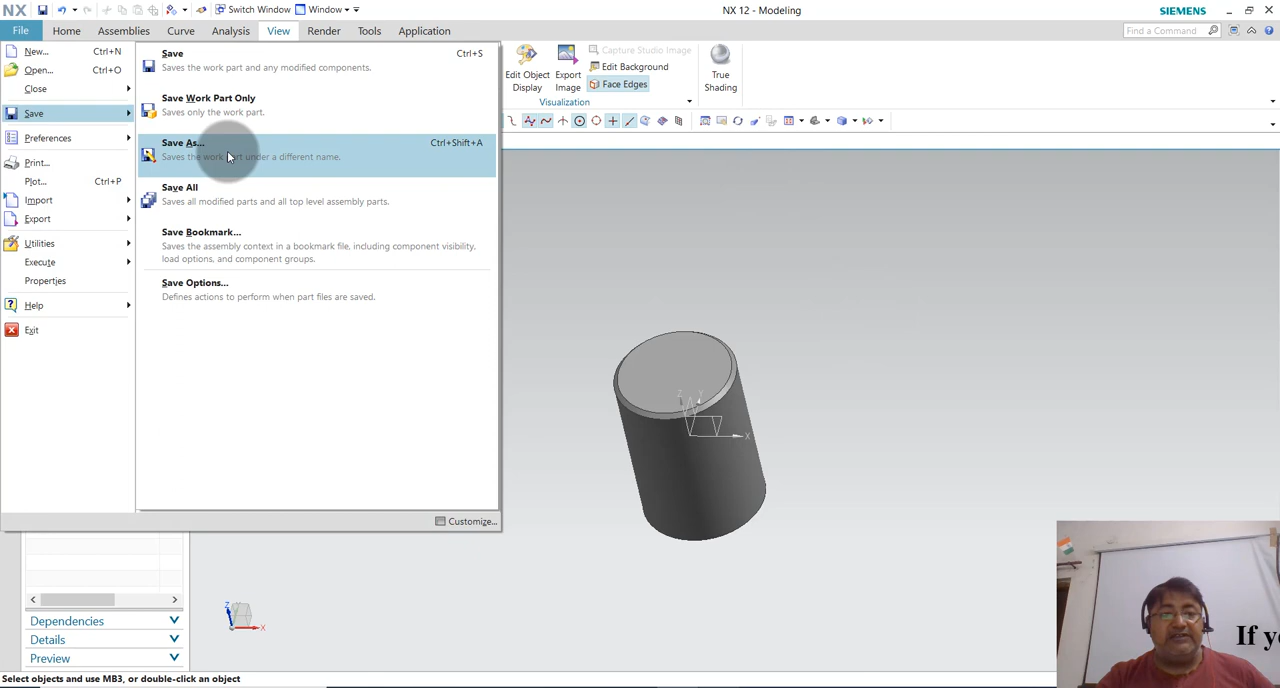 NX
Switch Window
Window
NX 12 - Modeling
SIEMENS
File
Home
Assemblies
Curve
Analysis
View
Render
Tools
Application
Find a Command
New...
Ctrl+N
Open...
Ctrl+O
Close
Save
Preferences
Print...
Plot...
Ctrl+P
Import
Export
Utilities
Execute
Properties
Help
Exit
Save
Ctrl+S
Saves the work part and any modified components.
Save Work Part Only
Saves only the work part.
Save As...
Ctrl+Shift+A
Saves the work part under a different name.
Save All
Saves all modified parts and all top level assembly parts.
Save Bookmark...
Saves the assembly context in a bookmark file, including component visibility,
load options, and component groups.
Save Options...
Defines actions to perform when part files are saved.
Customize...
Edit Object
Display
Export
Image
Capture Studio Image
Edit Background
Face Edges
True
Shading
Visualization
Z
Y
X
Z
X
Dependencies
Details
Preview
Select objects and use MB3, or double-click an object
If yo